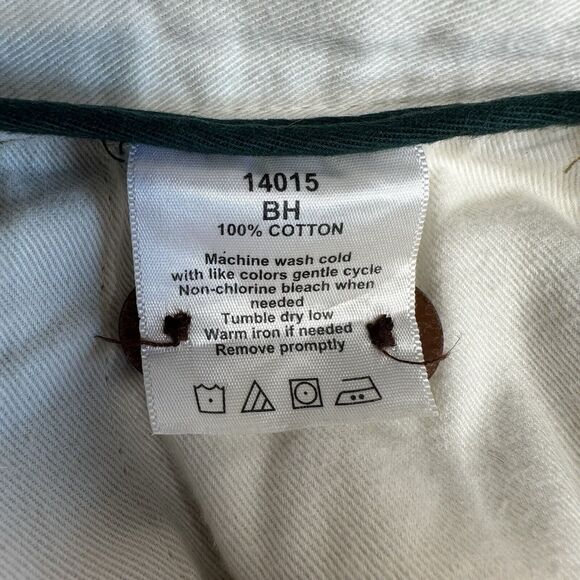 14015
BH
100% COTTON
Machine wash cold
with like colors gentle cycle
Non-chlorine bleach when
needed
Tumble dry low
Warm iron if needed
Remove promptly